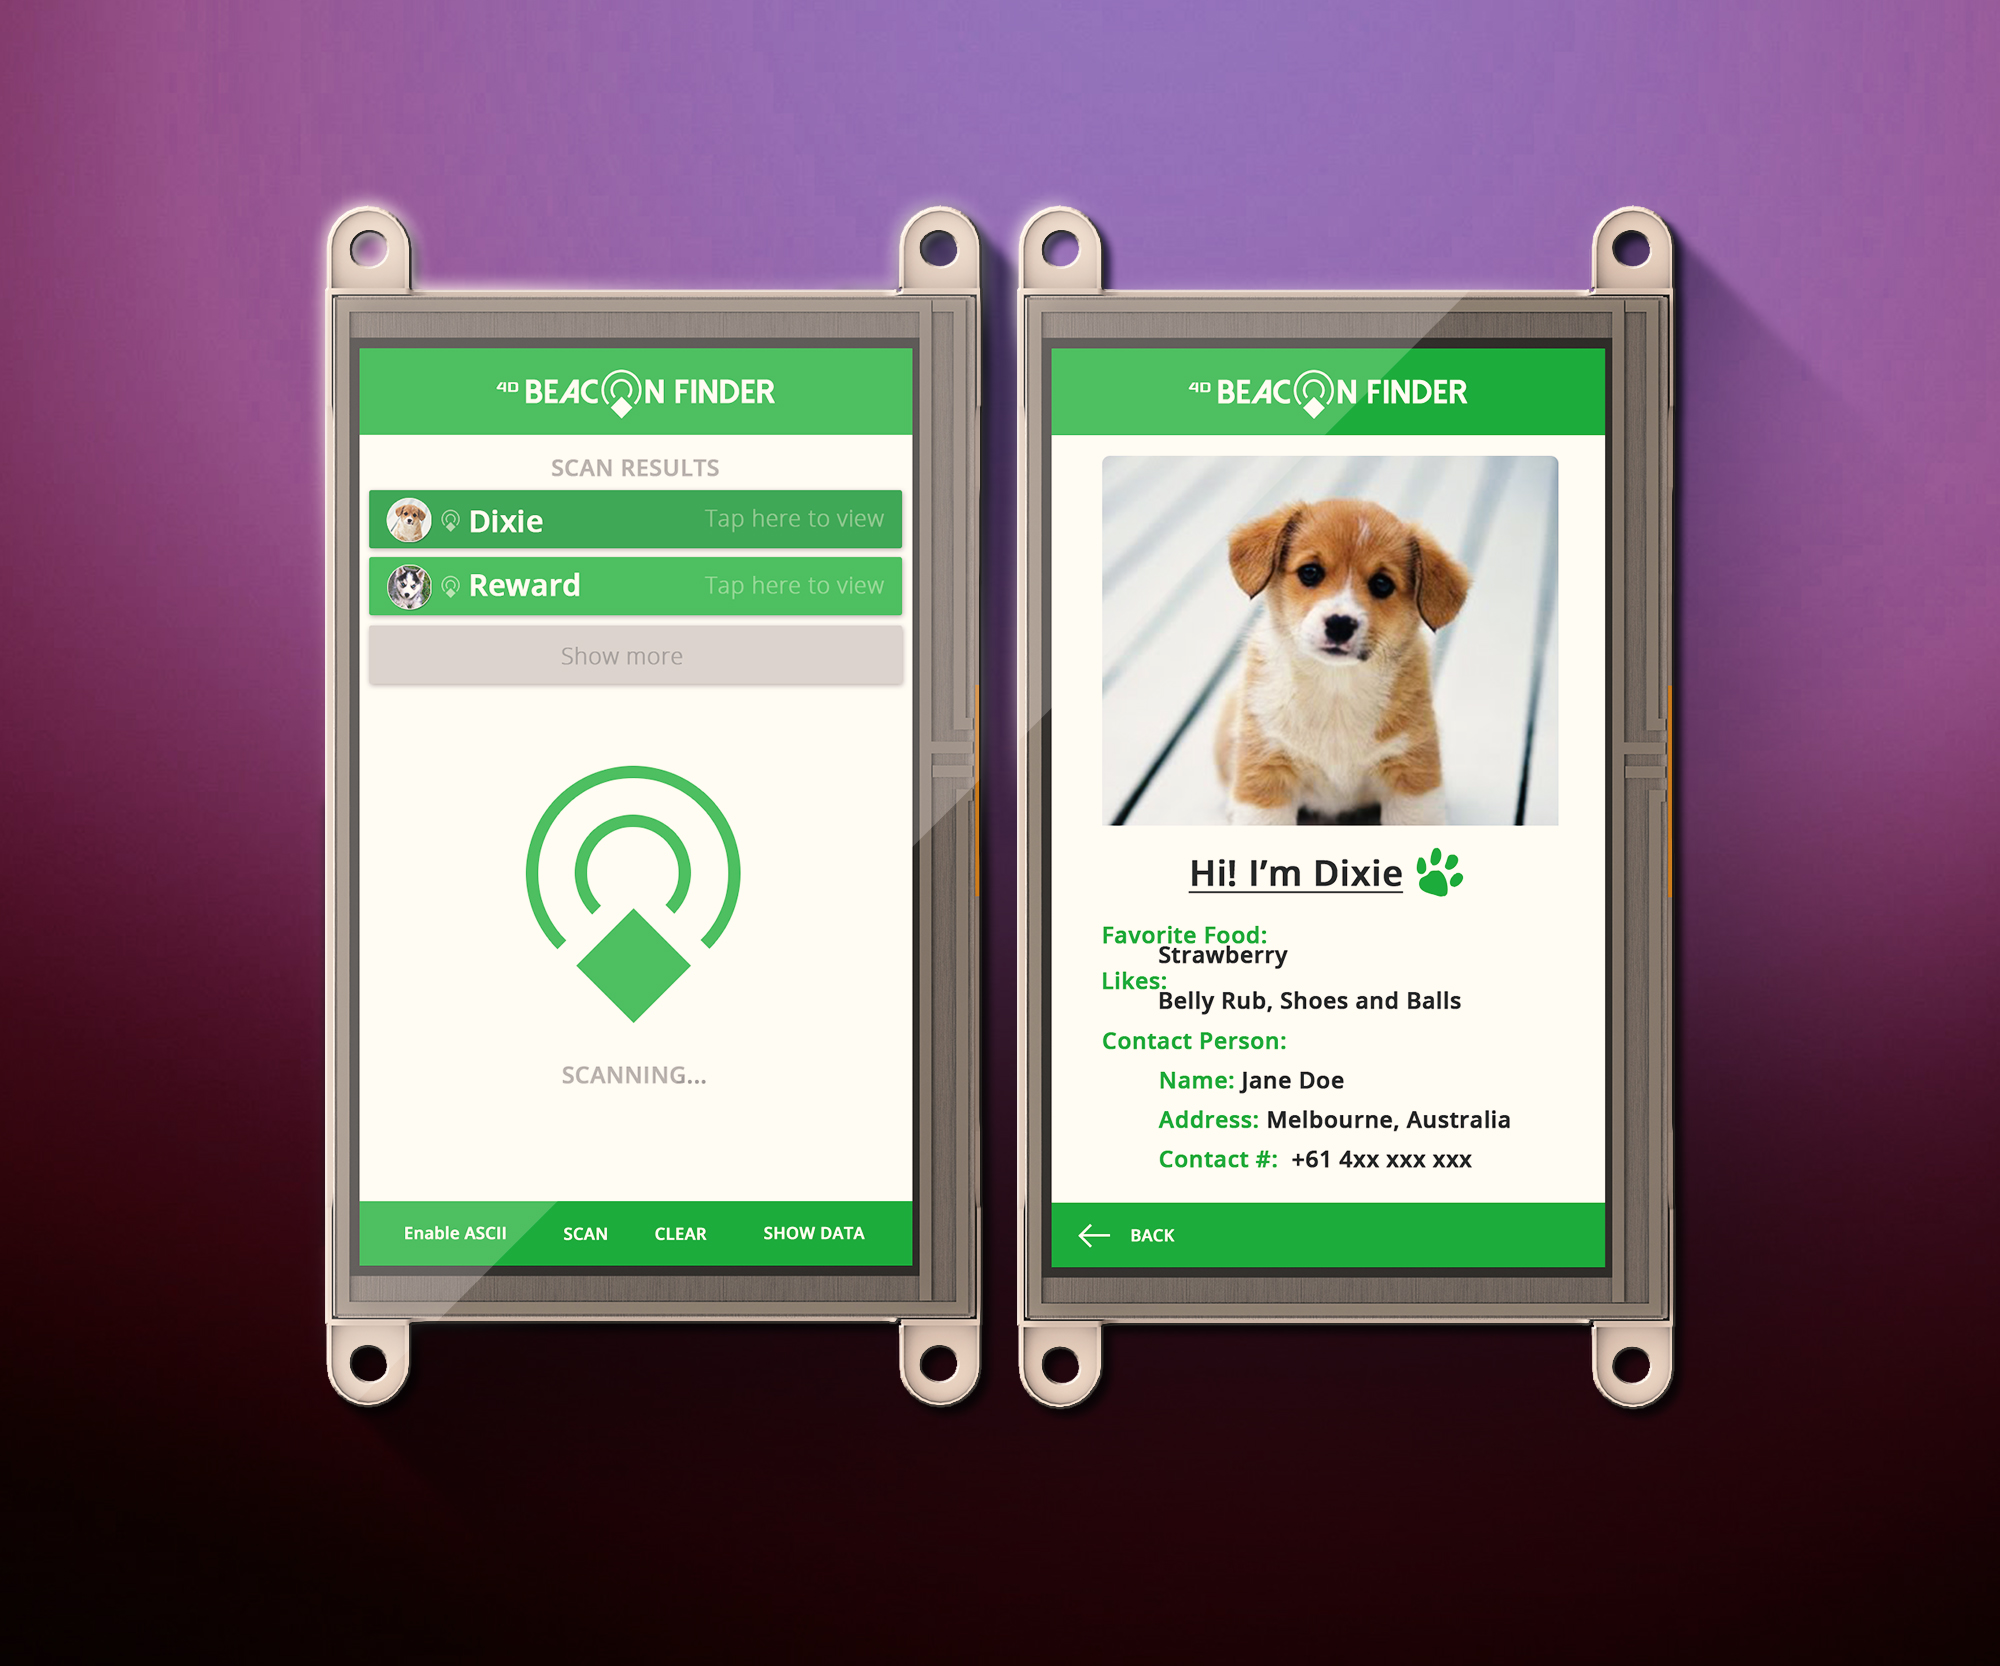 4D BEACON FINDER
SCAN RESULTS
Dixie Tap here to view
Reward Tap here to view
Show more
SCANNING...
Enable ASCII SCAN CLEAR SHOW DATA
4D BEACON FINDER
Hi! I'm Dixie
Favorite Food:
Strawberry
Likes:
Belly Rub, Shoes and Balls
Contact Person:
Name: Jane Doe
Address: Melbourne, Australia
Contact #: +61 4xx xxx xxx
BACK